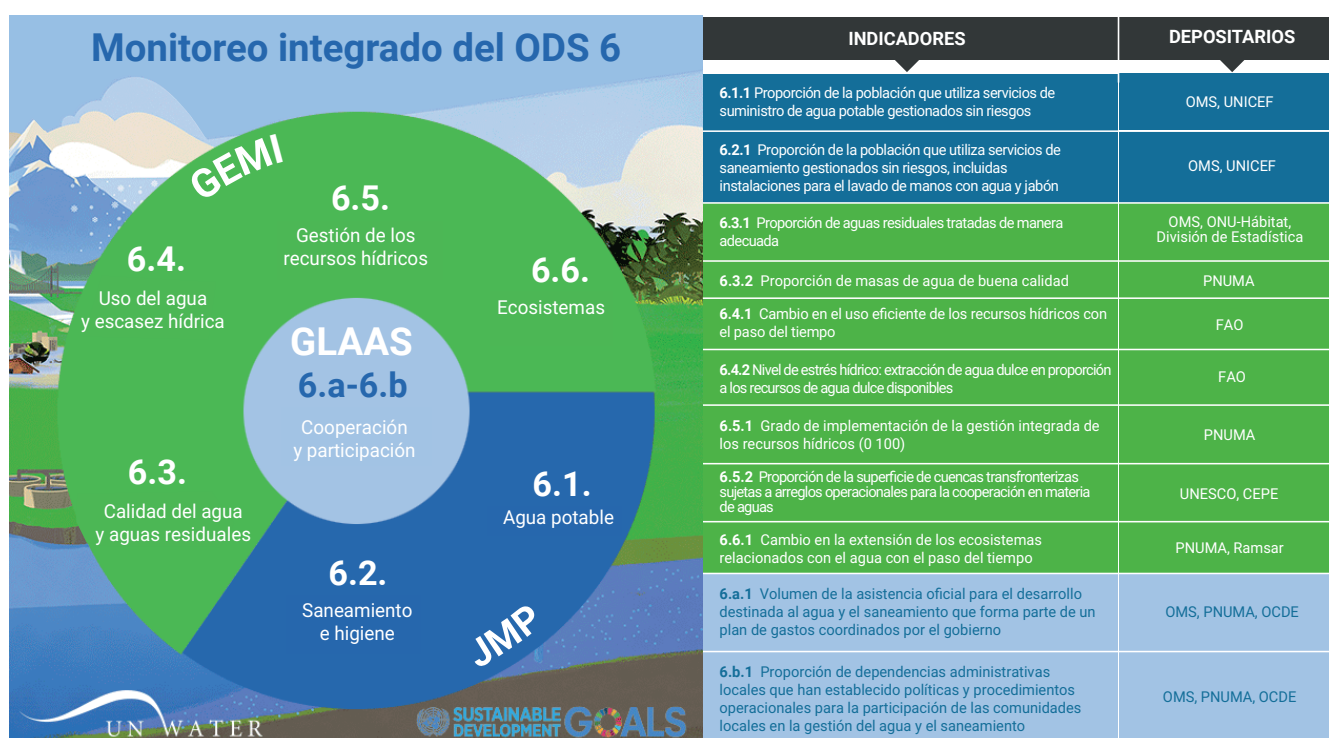 Monitoreo integrado del ODS 6
GEMI
6.5.
Gestión de los
recursos hídricos
6.4.
Uso del agua
y escasez hídrica
6.6.
Ecosistemas
GLAAS
6.a-6.b
Cooperación
y participación
6.3.
Calidad del agua
y aguas residuales
6.1.
Agua potable
6.2.
Saneamiento
e higiene
JMP
UN WATER
SUSTAINABLE
DEVELOPMENT
GOALS
INDICADORES
DEPOSITARIOS
6.1.1 Proporción de la población que utiliza servicios de
suministro de agua potable gestionados sin riesgos
OMS, UNICEF
6.2.1 Proporción de la población que utiliza servicios de
saneamiento gestionados sin riesgos, incluidas
instalaciones para el lavado de manos con agua y jabón
OMS, UNICEF
6.3.1 Proporción de aguas residuales tratadas de manera
adecuada
OMS, ONU-Hábitat,
División de Estadística
6.3.2 Proporción de masas de agua de buena calidad
PNUMA
6.4.1 Cambio en el uso eficiente de los recursos hídricos con
el paso del tiempo
FAO
6.4.2 Nivel de estrés hídrico: extracción de agua dulce en proporción
a los recursos de agua dulce disponibles
FAO
6.5.1 Grado de implementación de la gestión integrada de
los recursos hídricos (0 100)
PNUMA
6.5.2 Proporción de la superficie de cuencas transfronterizas
sujetas a arreglos operacionales para la cooperación en materia
de aguas
UNESCO, CEPE
6.6.1 Cambio en la extensión de los ecosistemas
relacionados con el agua con el paso del tiempo
PNUMA, Ramsar
6.a.1 Volumen de la asistencia oficial para el desarrollo
destinada al agua y el saneamiento que forma parte de un
plan de gastos coordinados por el gobierno
OMS, PNUMA, OCDE
6.b.1 Proporción de dependencias administrativas
locales que han establecido políticas y procedimientos
operacionales para la participación de las comunidades
locales en la gestión del agua y el saneamiento
OMS, PNUMA, OCDE